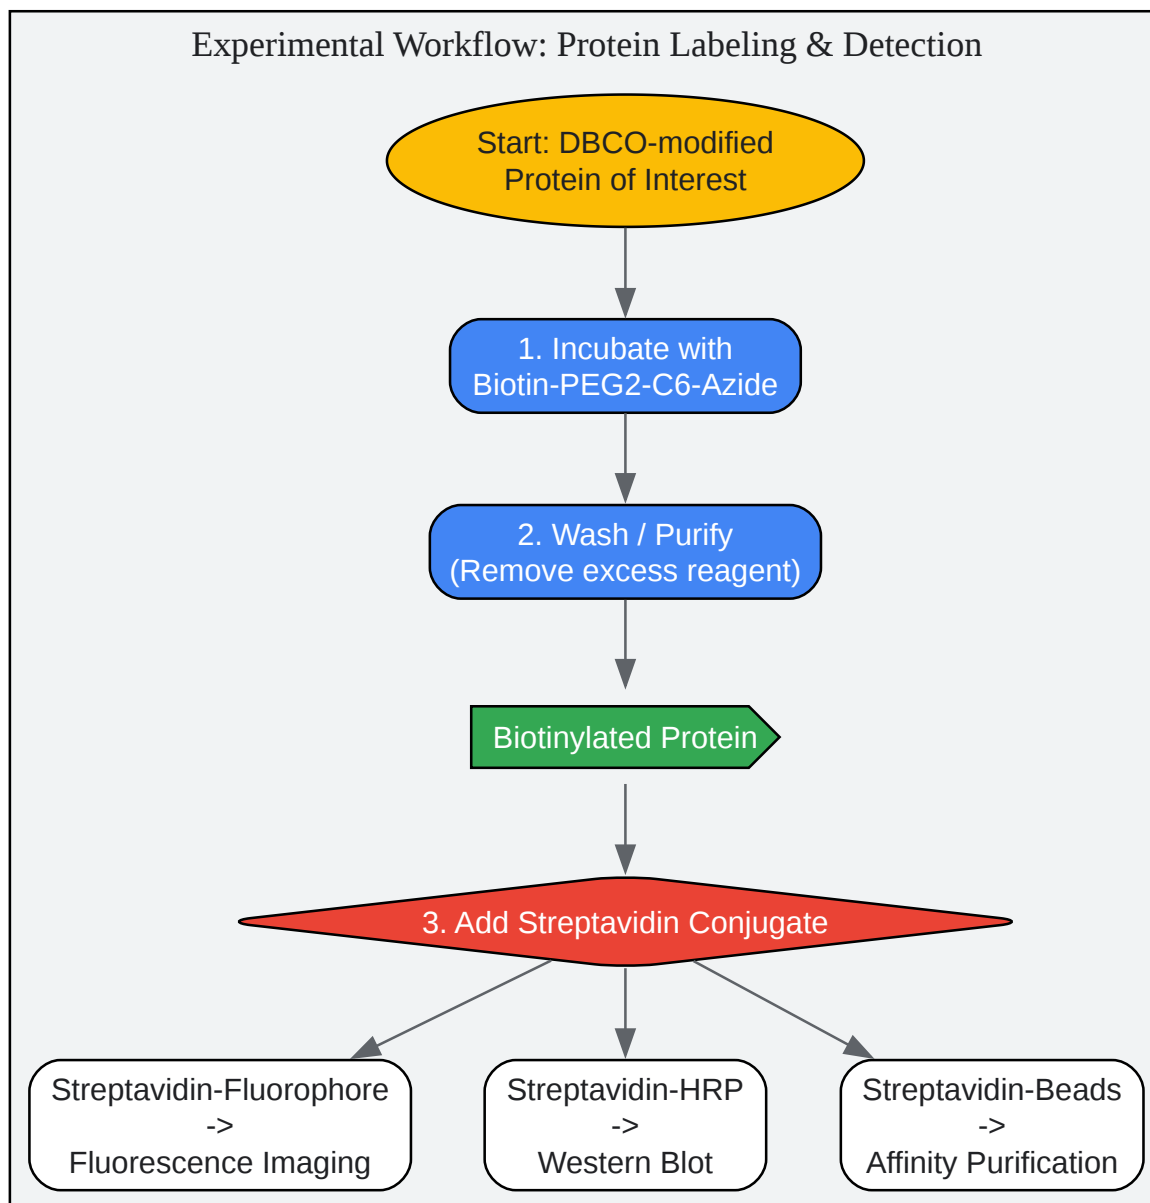 Experimental Workflow: Protein Labeling & Detection
Start: DBCO-modified
Protein of Interest
1. Incubate with
Biotin-PEG2-C6-Azide
2. Wash / Purify
(Remove excess reagent)
Biotinylated Protein
3. Add Streptavidin Conjugate
Streptavidin-Fluorophore
->
Fluorescence Imaging
Streptavidin-HRP
->
Western Blot
Streptavidin-Beads
->
Affinity Purification